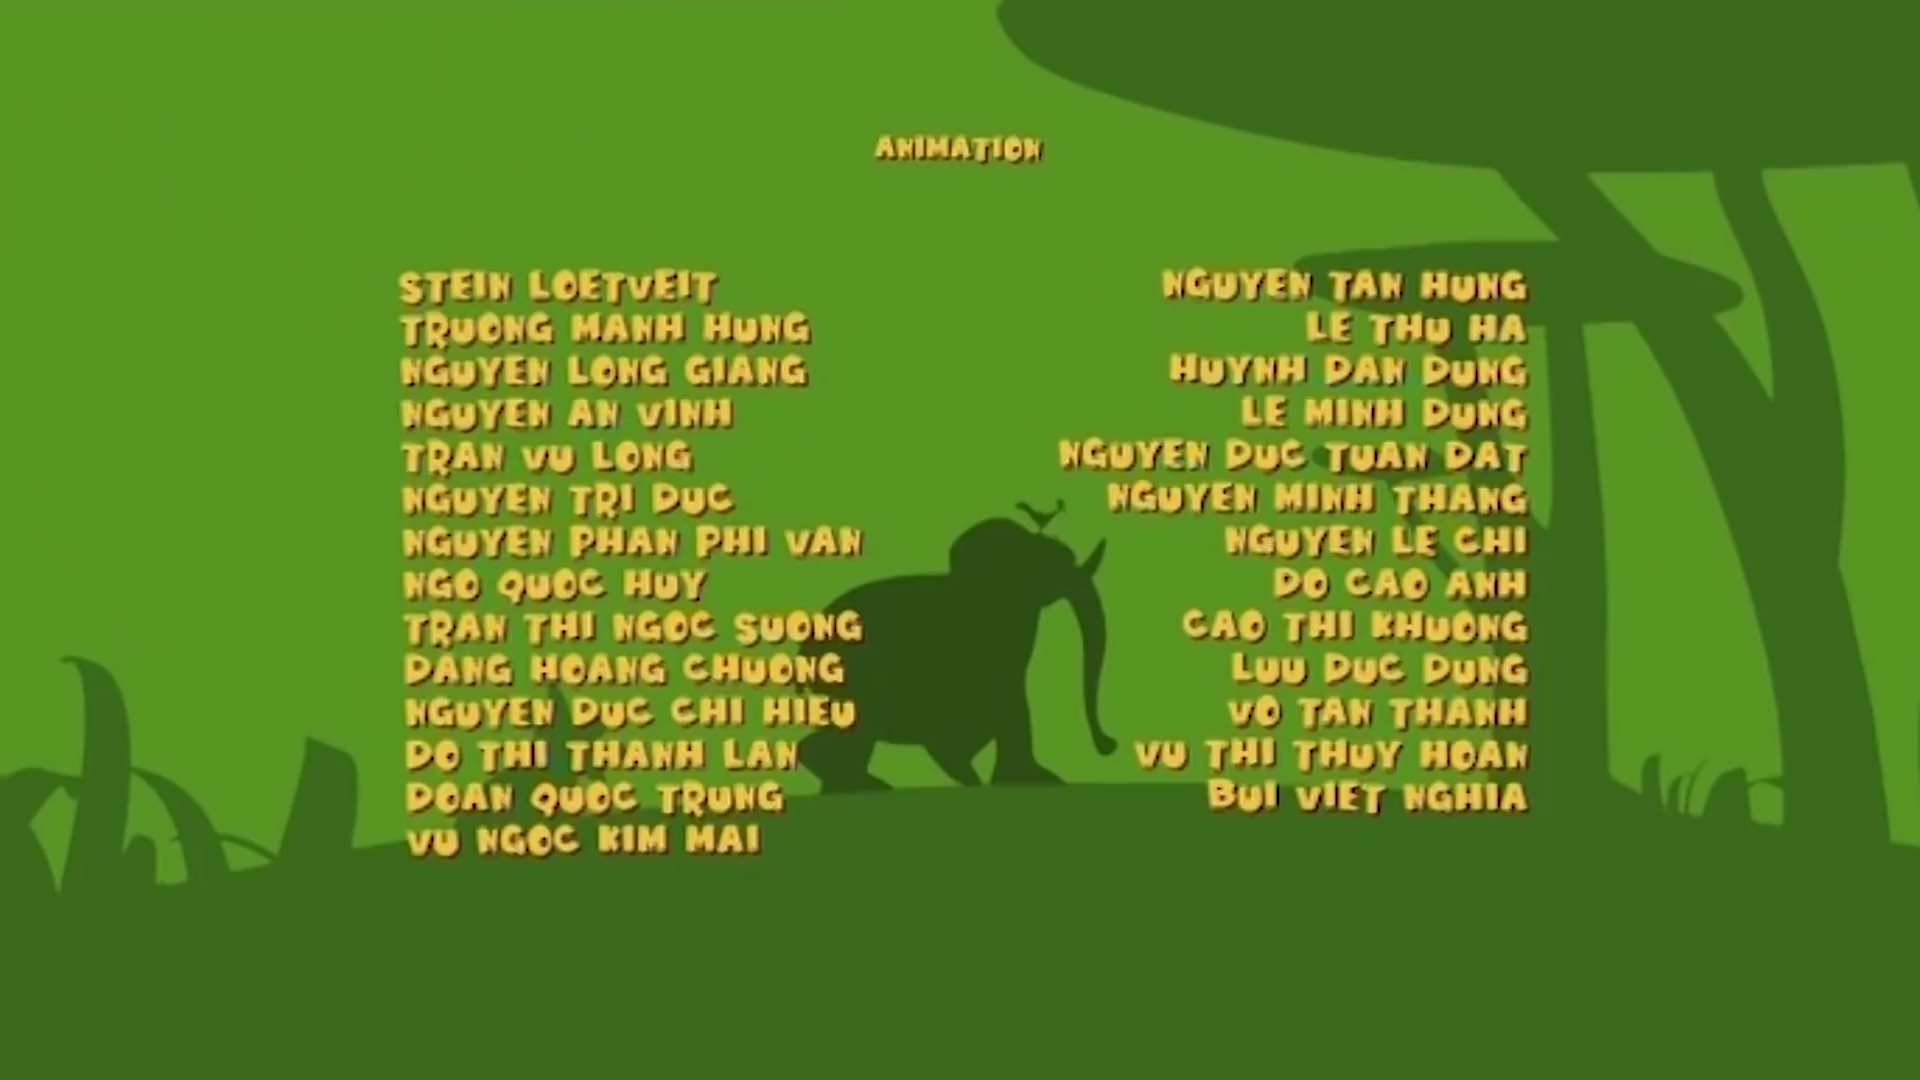 ANIMATION
STEIN LOETVEIT
TRUONG MANH HUNG
NGUYEN LONG GIANG
NGUYEN AN VINH
TRAN VU LONG
NGUYEN TRI DUC
NGUYEN PHAN PHI VAN
NGO QUOC HUY
TRAN THI NGOC SUONG
DANG HOANG CHUONG
NGUYEN DUC CHI HIEU
DO THI THANH LAN
DOAN QUOC TRUNG
VU NGOC KIM MAI
NGUYEN TAN HUNG
LE THU HA
HUYNH DAN DUNG
LE MINH DUNG
NGUYEN DUC TUAN DAT
NGUYEN MINH THANG
NGUYEN LE CHI
DO CAO ANH
CAO THI KHUONG
LUU DUC DUNG
VO TAN THANH
VU THI THUY HOAN
BUI VIET NGHIA